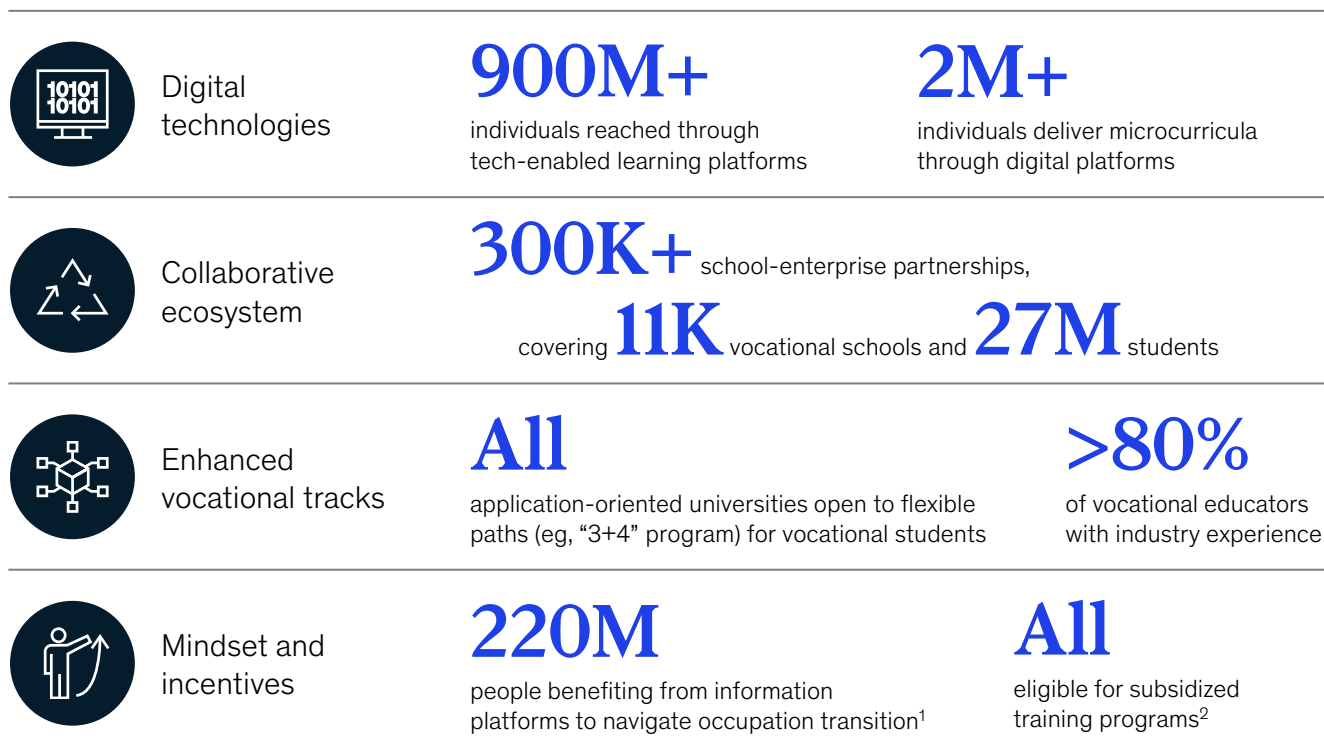 10101
10101
Digital
technologies
900M+
individuals reached through
tech-enabled learning platforms
2M+
individuals deliver microcurricula
through digital platforms
Collaborative
ecosystem
300K+ school-enterprise partnerships,
covering 11K vocational schools and 27M students
Enhanced
vocational tracks
All
application-oriented universities open to flexible
paths (eg, “3+4” program) for vocational students
>80%
of vocational educators
with industry experience
Mindset and
incentives
220M
people benefiting from information
platforms to navigate occupation transition¹
All
eligible for subsidized
training programs²